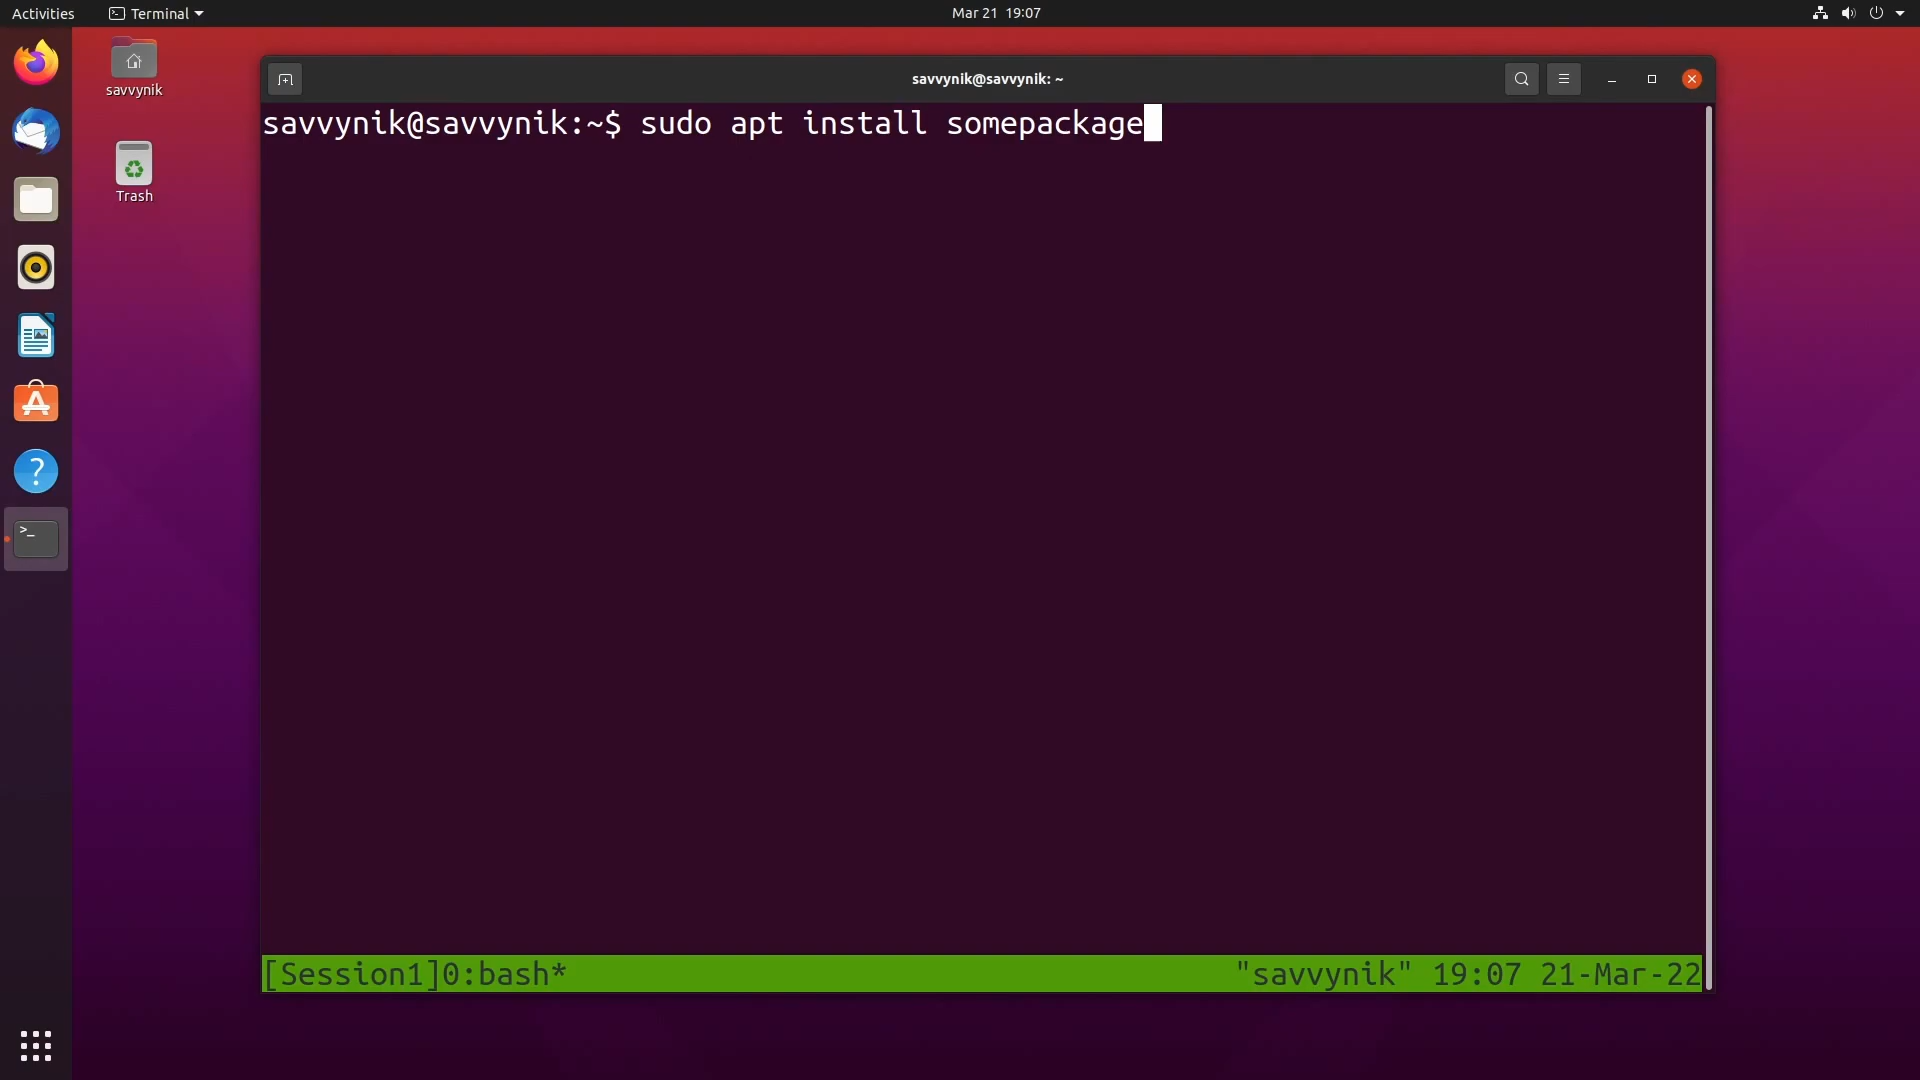 Activities
Terminal
Mar 21 19:07
savvynik
Trash
savvynik@savvynik: ~
savvynik@savvynik:~$ sudo apt install somepackage
[Session1]0:bash*
"savvynik" 19:07 21-Mar-22